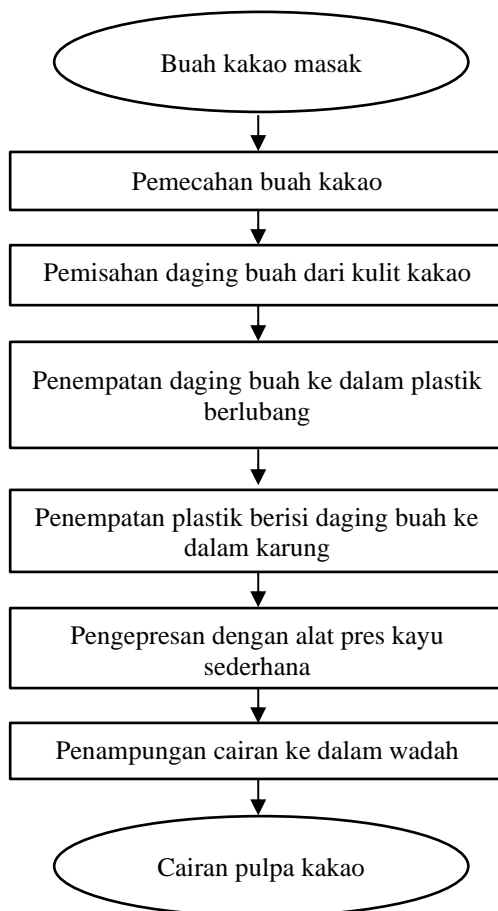 Buah kakao masak
Pemecahan buah kakao
Pemisahan daging buah dari kulit kakao
Penempatan daging buah ke dalam plastik
berlubang
Penempatan plastik berisi daging buah ke
dalam karung
Pengepresan dengan alat pres kayu
sederhana
Penampungan cairan ke dalam wadah
Cairan pulpa kakao